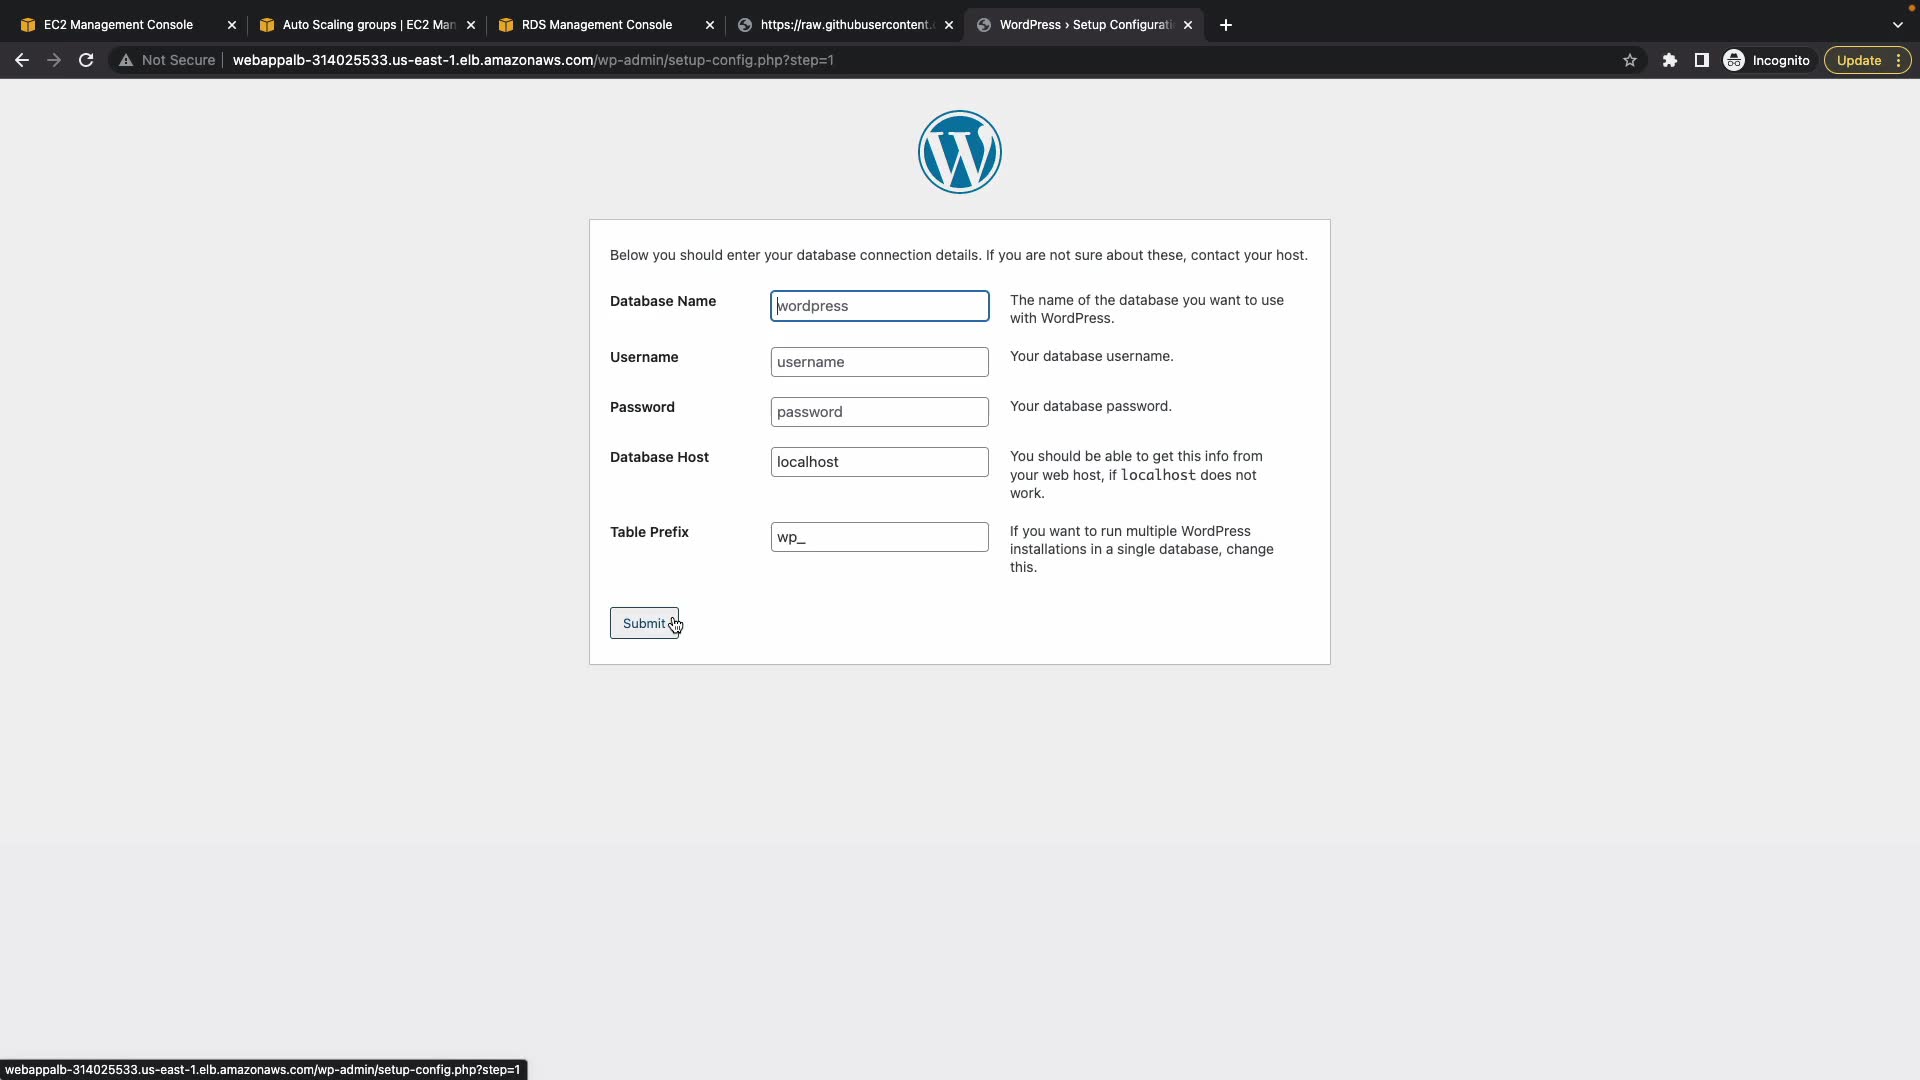 EC2 Management Console
Auto Scaling groups | EC2 Man
RDS Management Console
https://raw.githubusercontent.
WordPress › Setup Configurati
Not Secure
webappalb-314025533.us-east-1.elb.amazonaws.com/wp-admin/setup-config.php?step=1
Incognito
Update
Below you should enter your database connection details. If you are not sure about these, contact your host.
Database Name
wordpress
The name of the database you want to use
with WordPress.
Username
username
Your database username.
Password
password
Your database password.
Database Host
localhost
You should be able to get this info from
your web host, if localhost does not
work.
Table Prefix
wp_
If you want to run multiple WordPress
installations in a single database, change
this.
Submit
webappalb-314025533.us-east-1.elb.amazonaws.com/wp-admin/setup-config.php?step=1